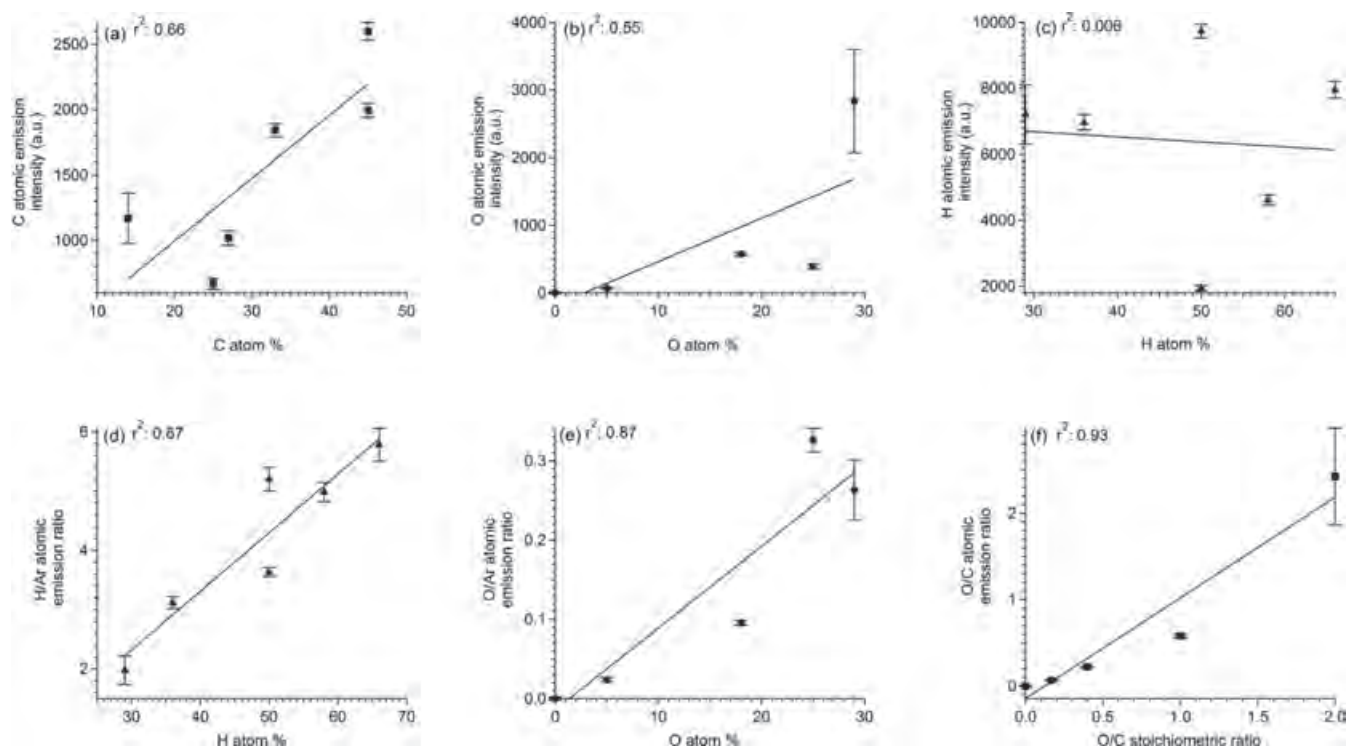 (a) r²: 0.66
2500
2000
1500
1000
10
20
30
40
50
C atomic emission
intensity (a.u.)
C atom %
(b) r²: 0.55
4000
3000
2000
1000
0
0
10
20
30
O atomic emission
intensity (a.u.)
O atom %
(c) r²: 0.009
10000
8000
6000
4000
2000
30
40
50
60
H atomic emission
intensity (a.u.)
H atom %
(d) r²: 0.87
6
4
2
30
40
50
60
70
H/Ar atomic
emission ratio
H atom %
(e) r²: 0.87
0.3
0.2
0.1
0.0
0
10
20
30
O/Ar atomic
emission ratio
O atom %
(f) r²: 0.93
2
1
0
0.0
0.5
1.0
1.5
2.0
O/C atomic
emission ratio
O/C stoichiometric ratio